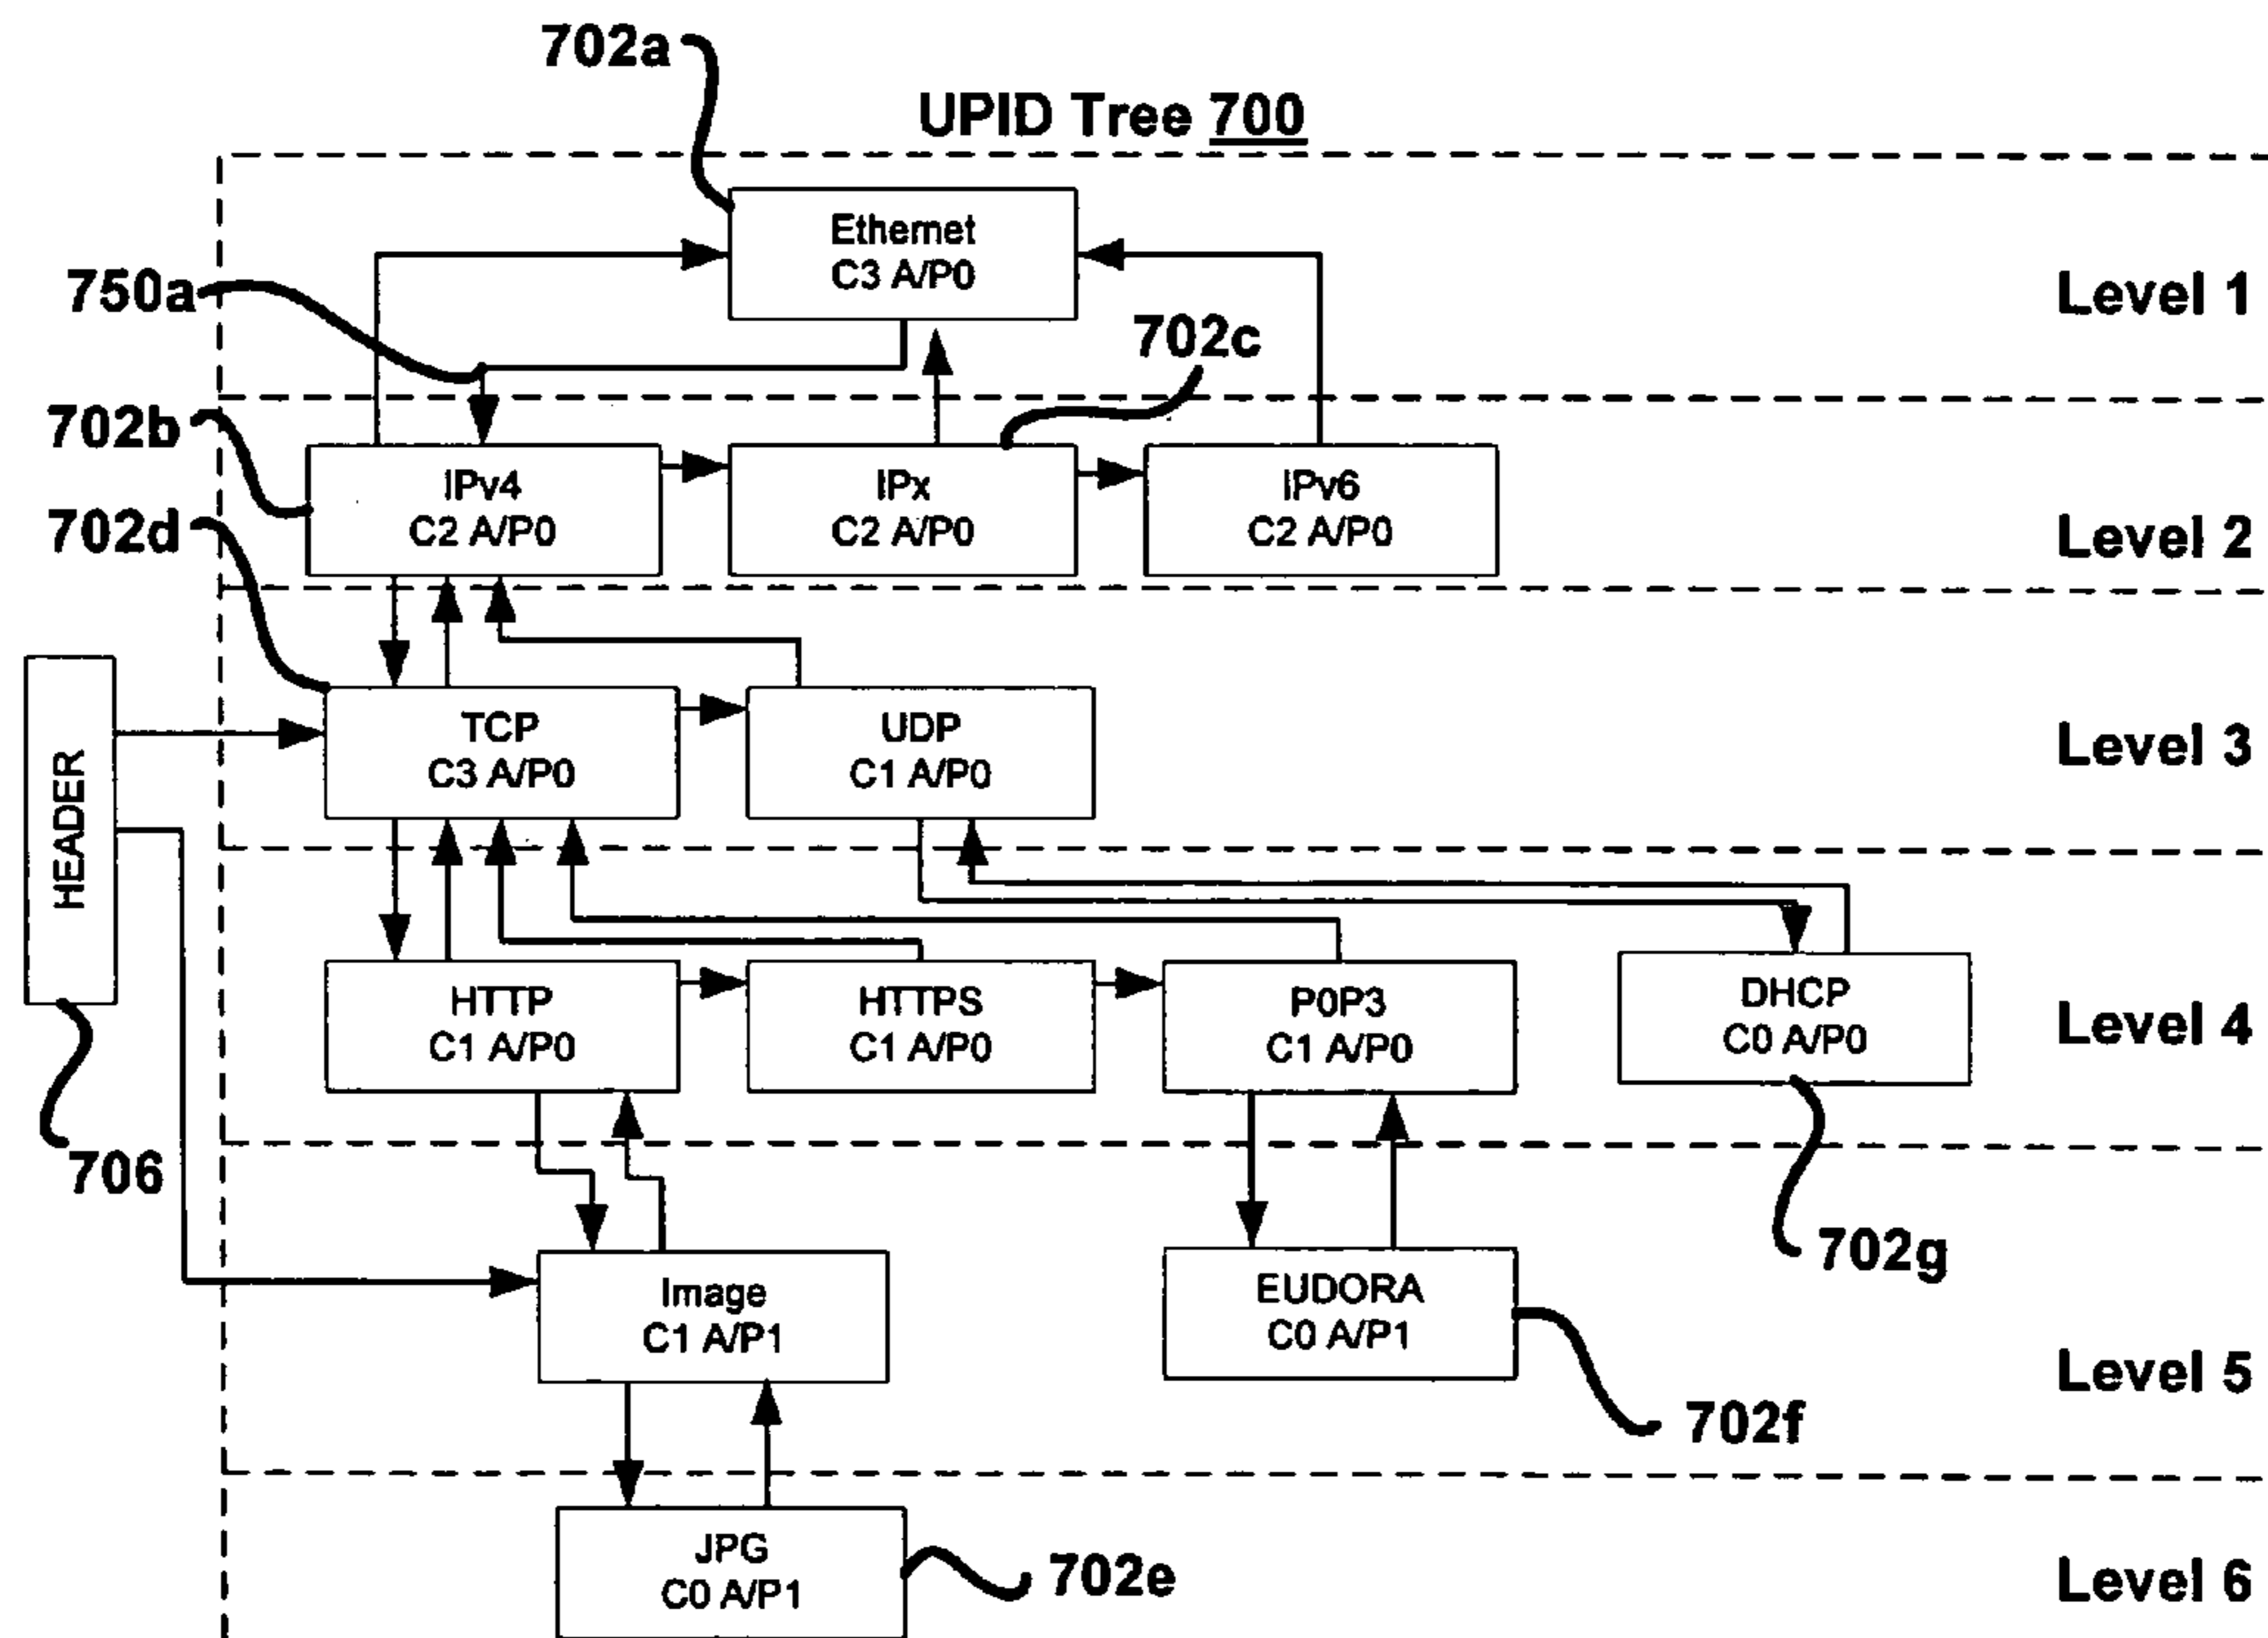 702a
UPID Tree 700
Ethernet
C3 A/P0
Level 1
750a
702c
702b
IPv4
C2 A/P0
IPx
C2 A/P0
IPv6
C2 A/P0
Level 2
702d
HEADER
TCP
C3 A/P0
UDP
C1 A/P0
Level 3
HTTP
C1 A/P0
HTTPS
C1 A/P0
P0P3
C1 A/P0
DHCP
C0 A/P0
Level 4
706
702g
Image
C1 A/P1
EUDORA
C0 A/P1
Level 5
702f
JPG
C0 A/P1
702e
Level 6